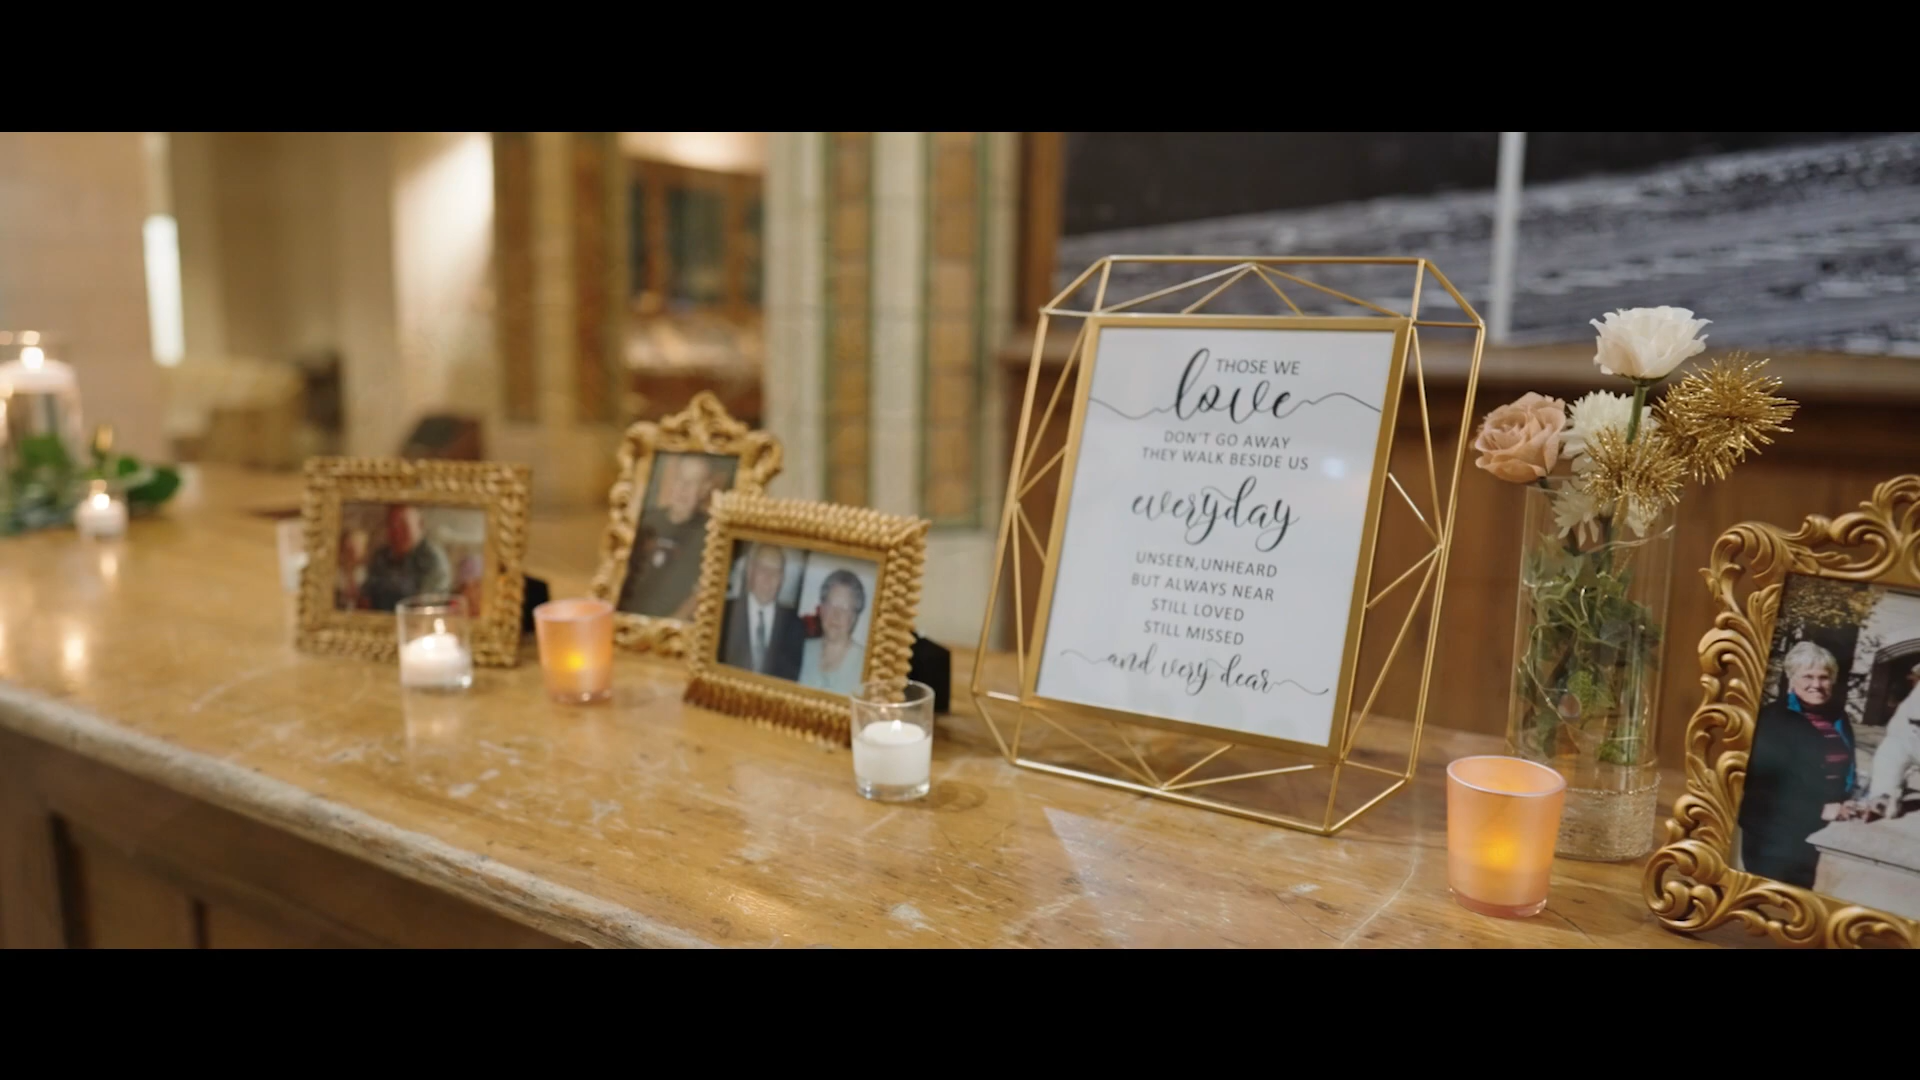 THOSE WE
love
DON'T GO AWAY
THEY WALK BESIDE US
everyday
UNSEEN,UNHEARD
BUT ALWAYS NEAR
STILL LOVED
STILL MISSED
and very dear